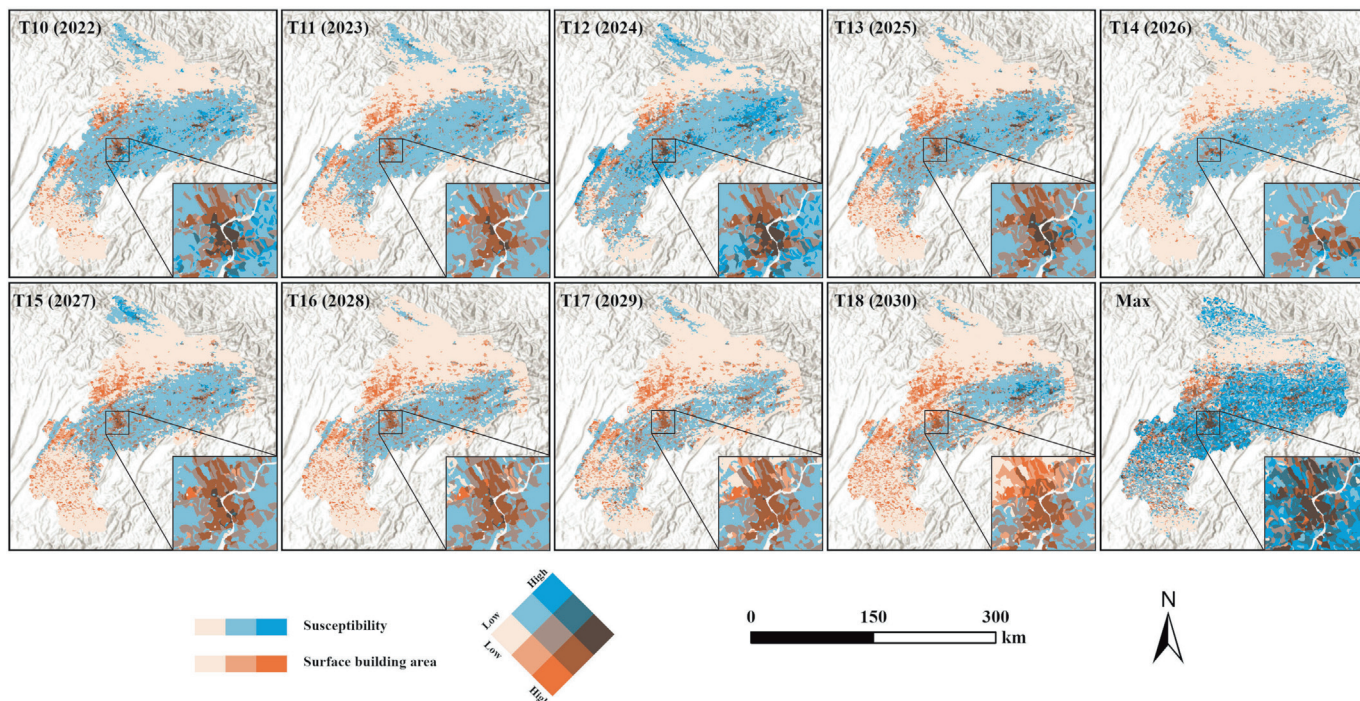 T10 (2022)
T11 (2023)
T12 (2024)
T13 (2025)
T14 (2026)
T15 (2027)
T16 (2028)
T17 (2029)
T18 (2030)
Max
Susceptibility
Surface building area
High
Low
Low
High
0 150 300
km
N